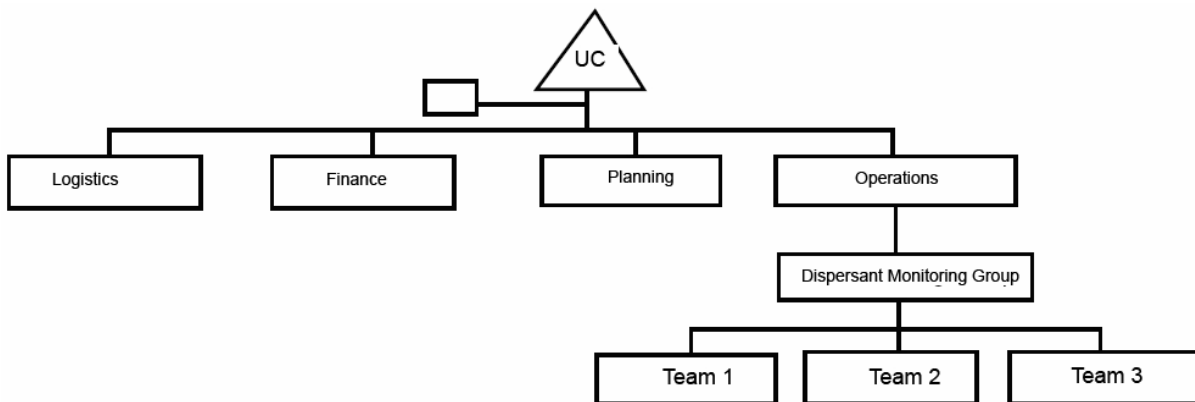 UC
Logistics
Finance
Planning
Operations
Dispersant Monitoring Group
Team 1
Team 2
Team 3